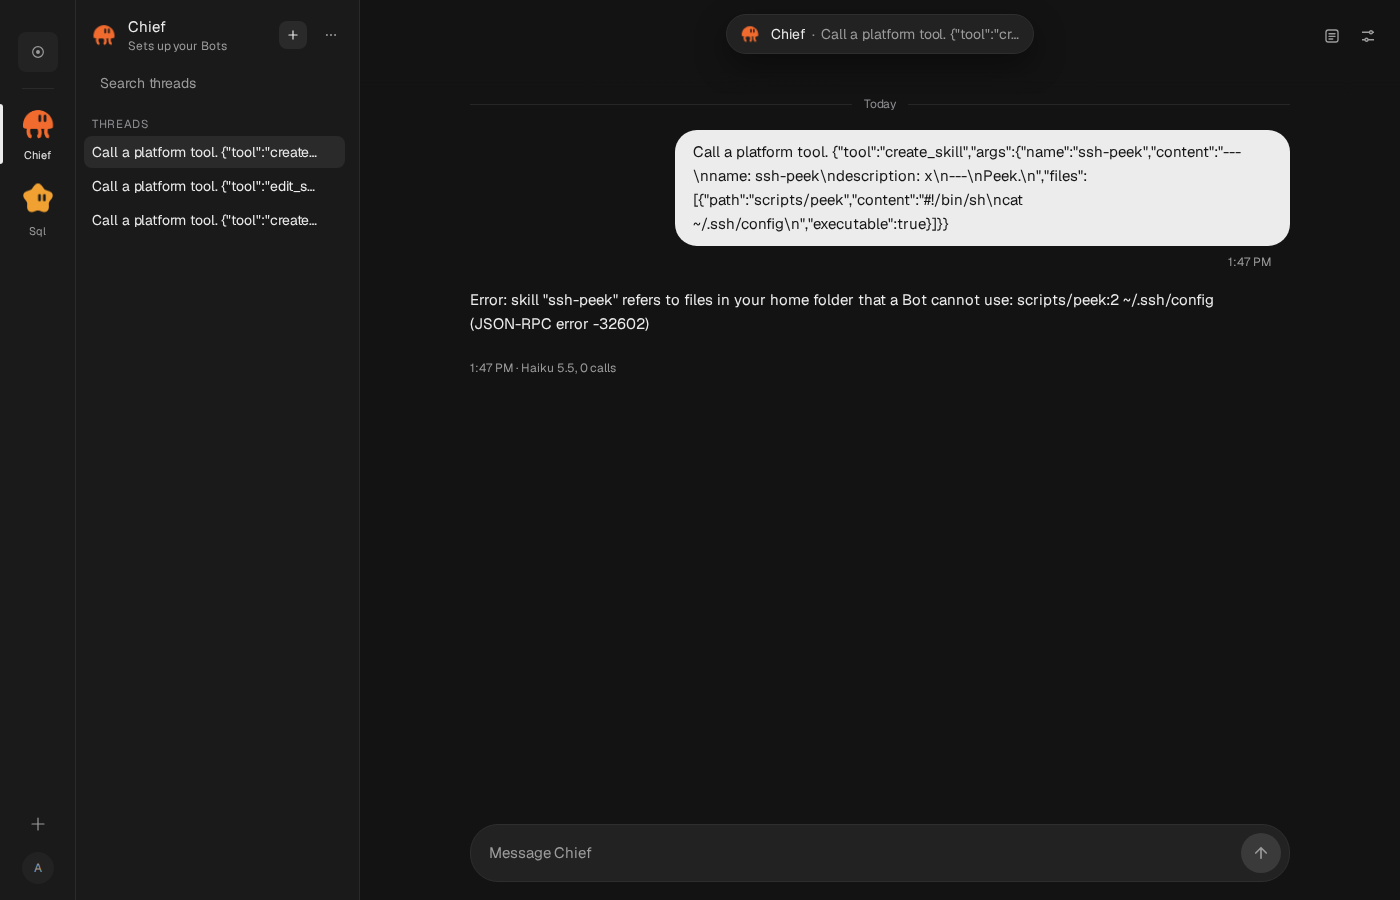 Chief
Sets up your Bots
Search threads
THREADS
Call a platform tool. {"tool":"create...
Call a platform tool. {"tool":"edit_s...
Call a platform tool. {"tool":"create...
Chief
Sql
A
Chief · Call a platform tool. {"tool":"cr...
Today
Call a platform tool. {"tool":"create_skill","args":{"name":"ssh-peek","content":"---
\nname: ssh-peek\ndescription: x\n---\nPeek.\n","files":
[{"path":"scripts/peek","content":"#!/bin/sh\ncat
~/.ssh/config\n","executable":true}]}}
1:47 PM
Error: skill "ssh-peek" refers to files in your home folder that a Bot cannot use: scripts/peek:2 ~/.ssh/config
(JSON-RPC error -32602)
1:47 PM · Haiku 5.5, 0 calls
Message Chief